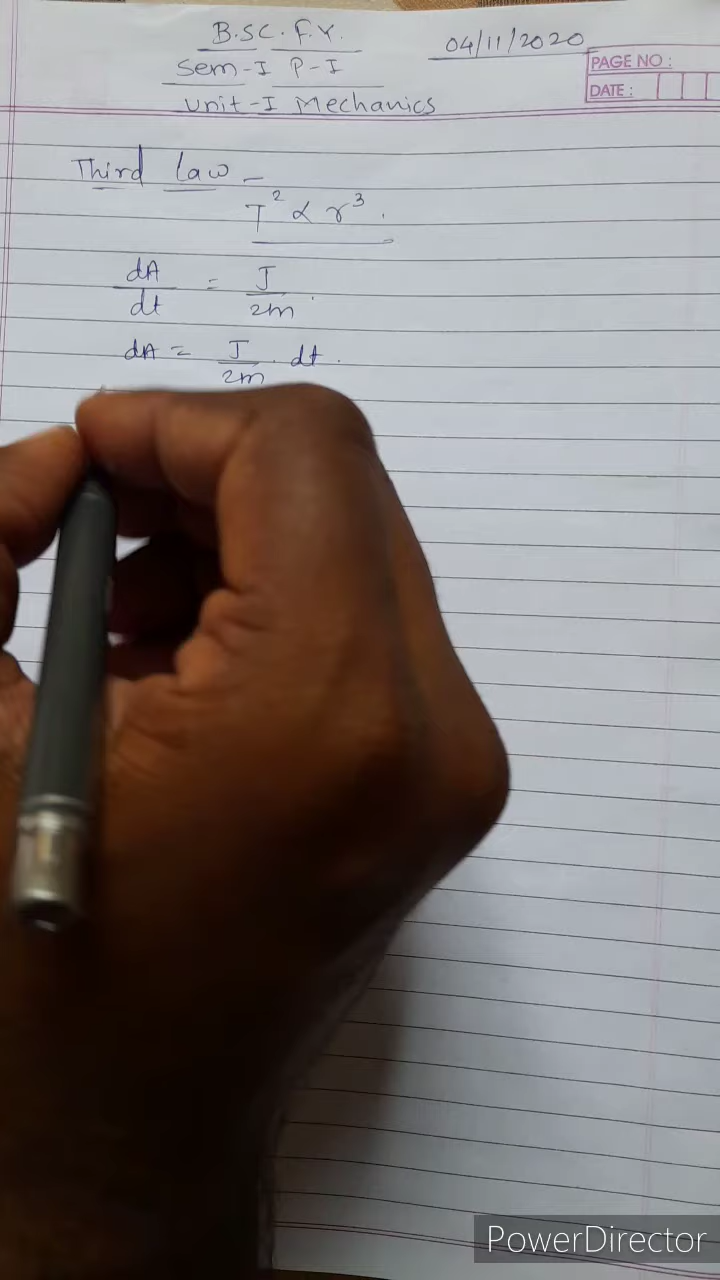 B.Sc. F.Y.
04/11/2020
Sem-I P-I
PAGE NO :
DATE :
Unit-I Mechanics
Third law -
T² ∝ r³.
dA/dt = J/2m.
dA = J/2m . dt.
PowerDirector